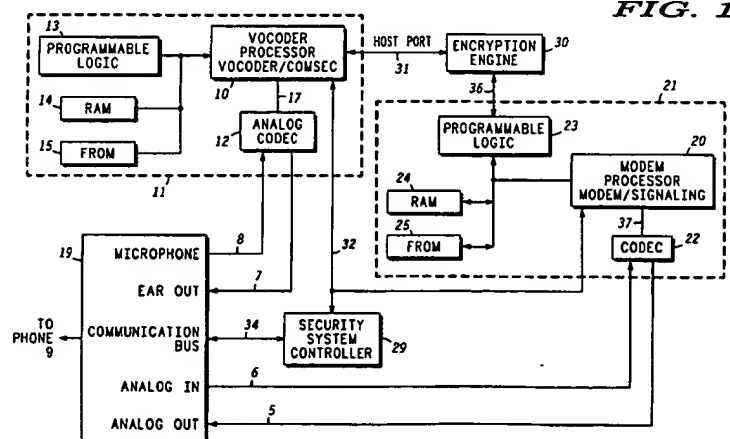 FIG. 1
13
PROGRAMMABLE
LOGIC
14
RAM
15
FROM
11
VOCODER
PROCESSOR
VOCODER/COMSEC
10
17
12
ANALOG
CODEC
HOST PORT
31
ENCRYPTION
ENGINE
30
36
21
PROGRAMMABLE
LOGIC
23
20
MODEM
PROCESSOR
MODEM/SIGNALING
24
RAM
25
FROM
37
CODEC
22
32
19
MICROPHONE
8
EAR OUT
7
TO
PHONE
9
COMMUNICATION
BUS
34
SECURITY
SYSTEM
CONTROLLER
29
ANALOG IN
6
ANALOG OUT
5